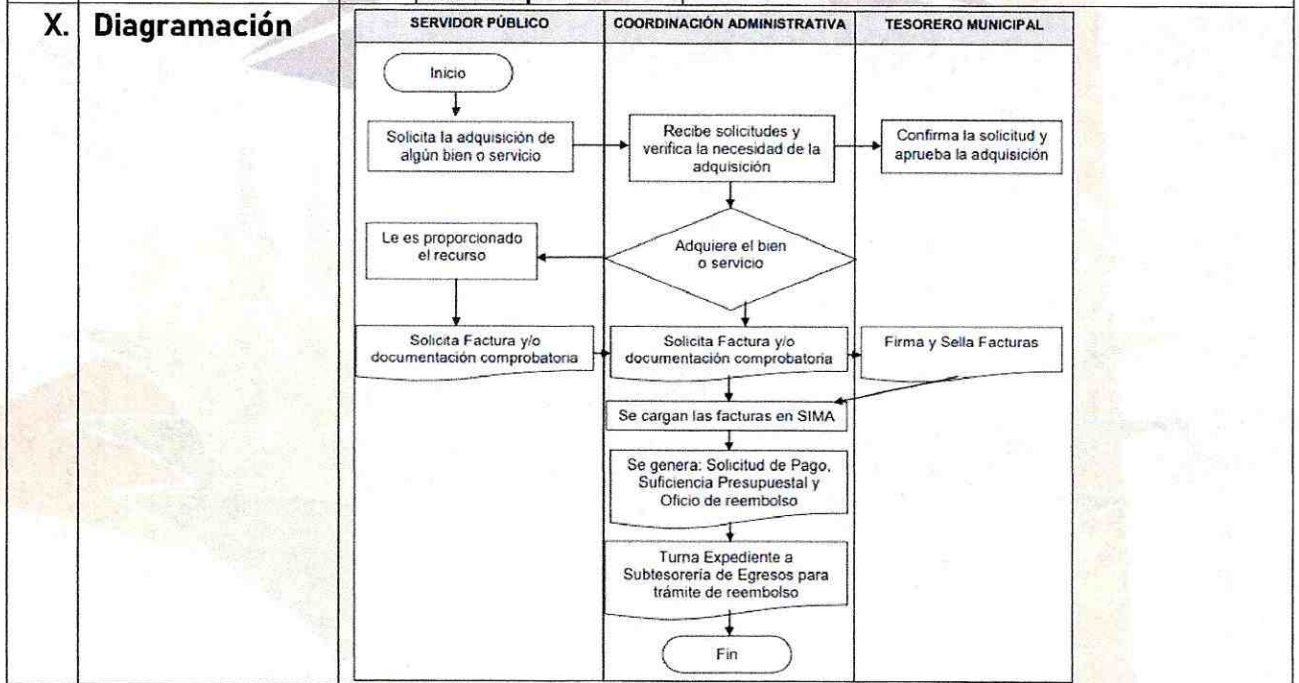 X. Diagramación
SERVIDOR PÚBLICO
COORDINACIÓN ADMINISTRATIVA
TESORERO MUNICIPAL
Inicio
Solicita la adquisición de
algún bien o servicio
Recibe solicitudes y
verifica la necesidad de la
adquisición
Confirma la solicitud y
aprueba la adquisición
Le es proporcionado
el recurso
Adquiere el bien
o servicio
Solicita Factura y/o
documentación comprobatoria
Solicita Factura y/o
documentación comprobatoria
Firma y Sella Facturas
Se cargan las facturas en SIMA
Se genera: Solicitud de Pago,
Suficiencia Presupuestal y
Oficio de reembolso
Turna Expediente a
Subtesorería de Egresos para
trámite de reembolso
Fin